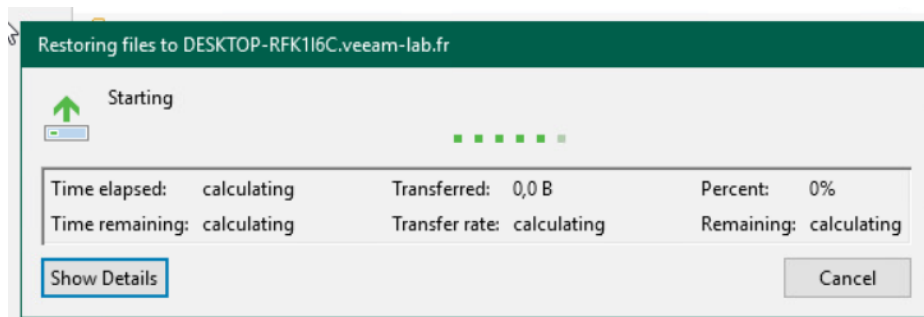 Restoring files to DESKTOP-RFK1I6C.veeam-lab.fr
Starting
Time elapsed: calculating Transferred: 0,0 B Percent: 0%
Time remaining: calculating Transfer rate: calculating Remaining: calculating
Show Details Cancel